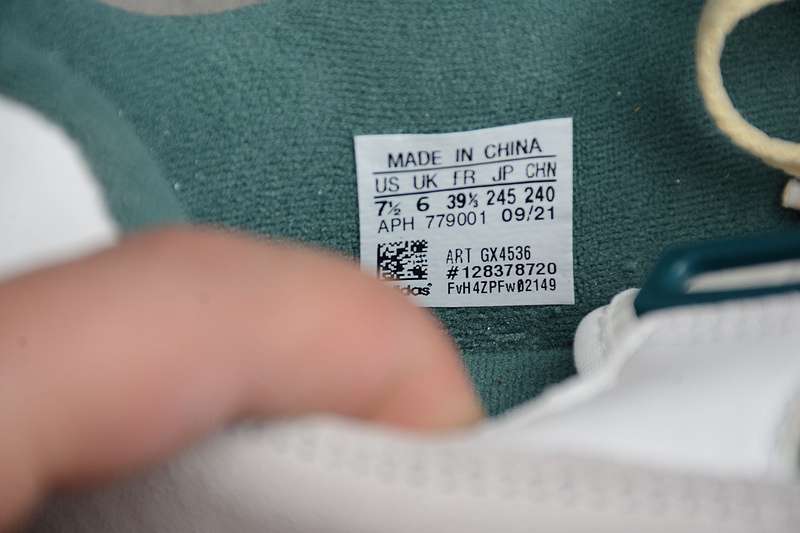 MADE IN CHINA
US UK FR JP CHN
7½ 6 39⅓ 245 240
APH 779001 09/21
ART GX4536
#128378720
FvH4ZPFw02149